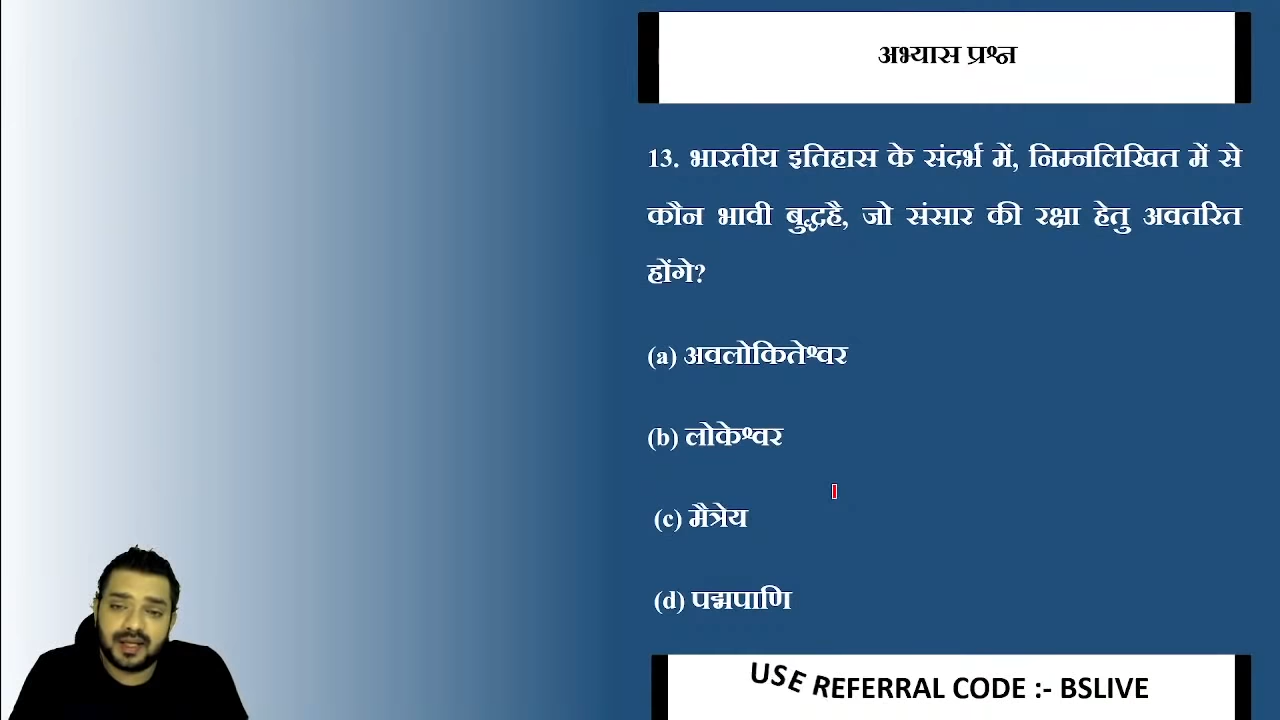 अभ्यास प्रश्न
13. भारतीय इतिहास के संदर्भ में, निम्नलिखित में से
कौन भावी बुद्धहै, जो संसार की रक्षा हेतु अवतरित
होंगे?
(a) अवलोकितेश्वर
(b) लोकेश्वर
(c) मैत्रेय
(d) पद्मपाणि
USE REFERRAL CODE :- BSLIVE